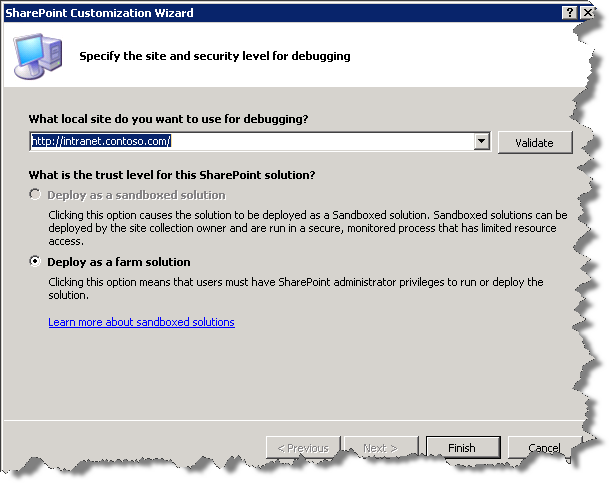 SharePoint Customization Wizard
Specify the site and security level for debugging
What local site do you want to use for debugging?
http://intranet.contoso.com/
Validate
What is the trust level for this SharePoint solution?
Deploy as a sandboxed solution
Clicking this option causes the solution to be deployed as a Sandboxed solution. Sandboxed solutions can be
deployed by the site collection owner and are run in a secure, monitored process that has limited resource
access.
Deploy as a farm solution
Clicking this option means that users must have SharePoint administrator privileges to run or deploy the
solution.
Learn more about sandboxed solutions
< Previous
Next >
Finish
Cancel